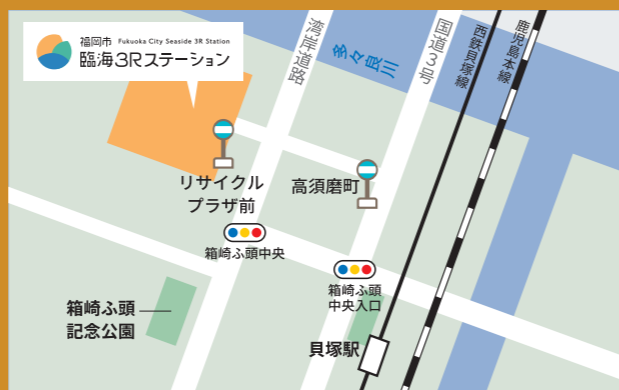 福岡市 Fukuoka City Seaside 3R Station
臨海3Rステーション
湾岸道路
多々良川
国道3号
西鉄貝塚線
鹿児島本線
リサイクル
プラザ前
高須磨町
箱崎ふ頭中央
箱崎ふ頭
中央入口
箱崎ふ頭
記念公園
貝塚駅